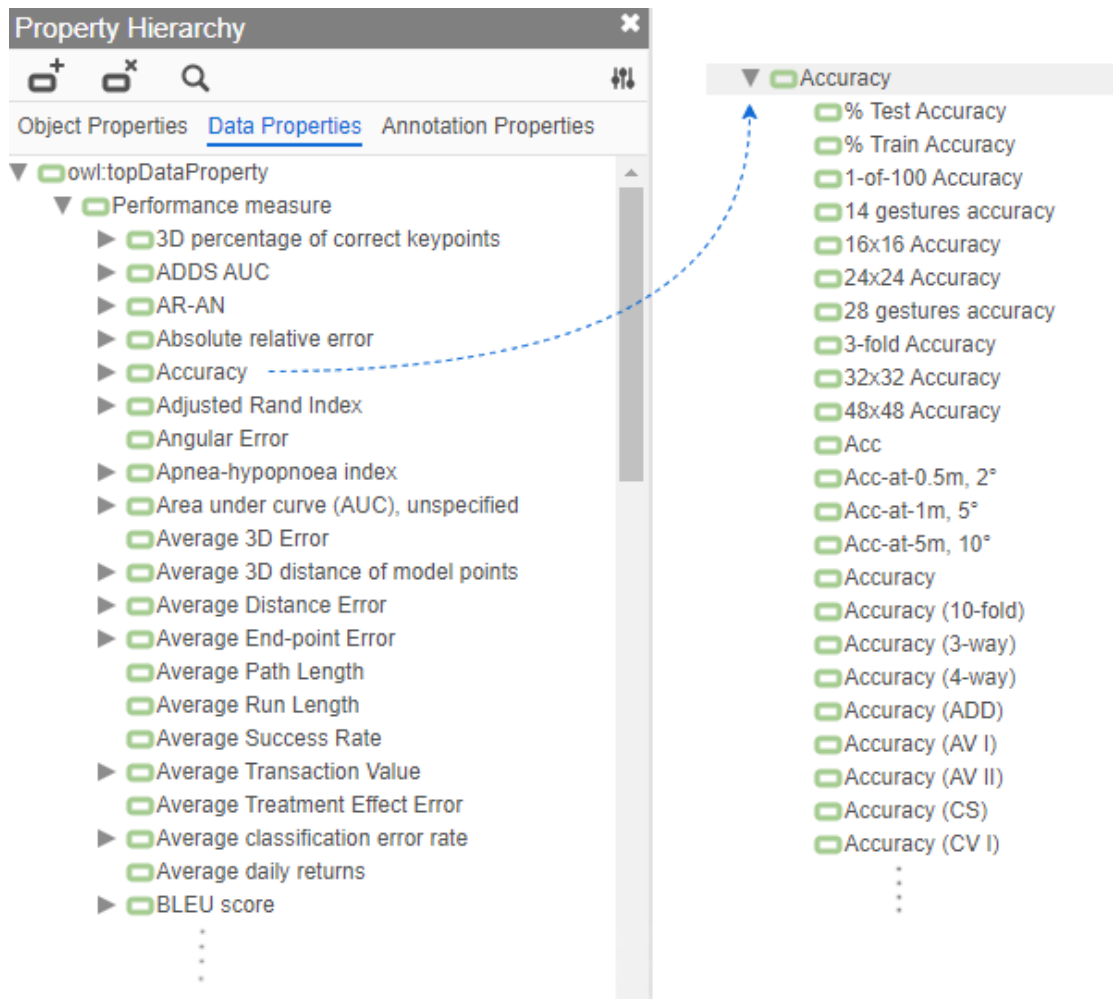 Property Hierarchy
Object Properties Data Properties Annotation Properties
owl:topDataProperty
Performance measure
3D percentage of correct keypoints
ADDS AUC
AR-AN
Absolute relative error
Accuracy
Adjusted Rand Index
Angular Error
Apnea-hypopnoea index
Area under curve (AUC), unspecified
Average 3D Error
Average 3D distance of model points
Average Distance Error
Average End-point Error
Average Path Length
Average Run Length
Average Success Rate
Average Transaction Value
Average Treatment Effect Error
Average classification error rate
Average daily returns
BLEU score
Accuracy
% Test Accuracy
% Train Accuracy
1-of-100 Accuracy
14 gestures accuracy
16x16 Accuracy
24x24 Accuracy
28 gestures accuracy
3-fold Accuracy
32x32 Accuracy
48x48 Accuracy
Acc
Acc-at-0.5m, 2°
Acc-at-1m, 5°
Acc-at-5m, 10°
Accuracy
Accuracy (10-fold)
Accuracy (3-way)
Accuracy (4-way)
Accuracy (ADD)
Accuracy (AV I)
Accuracy (AV II)
Accuracy (CS)
Accuracy (CV I)